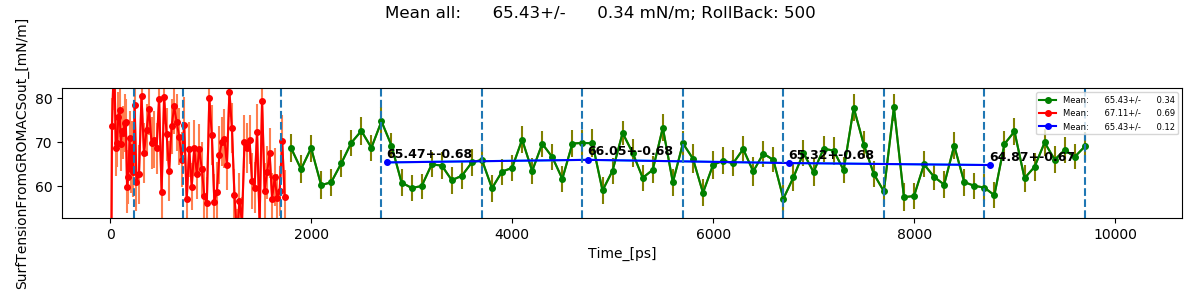 Mean all: 65.43+/- 0.34 mN/m; RollBack: 500
SurfTensionFromGROMACSout_[mN/m]
80
70
60
Mean: 65.43+/- 0.34
Mean: 67.11+/- 0.69
Mean: 65.43+/- 0.12
65.47+-0.68
66.05+-0.68
65.32+-0.68
64.87+-0.67
0
2000
4000
6000
8000
10000
Time_[ps]